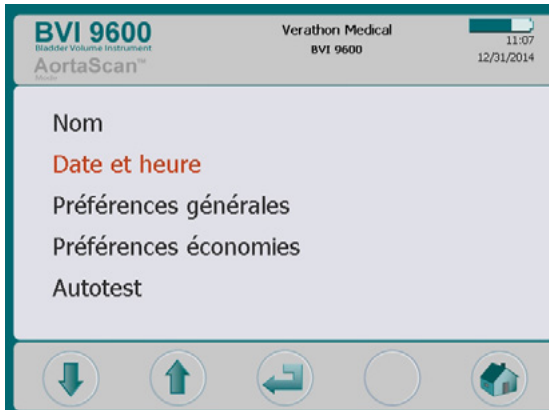 BVI 9600
Bladder Volume Instrument
AortaScan™
Mode
Verathon Medical
BVI 9600
11:07
12/31/2014
Nom
Date et heure
Préférences générales
Préférences économies
Autotest